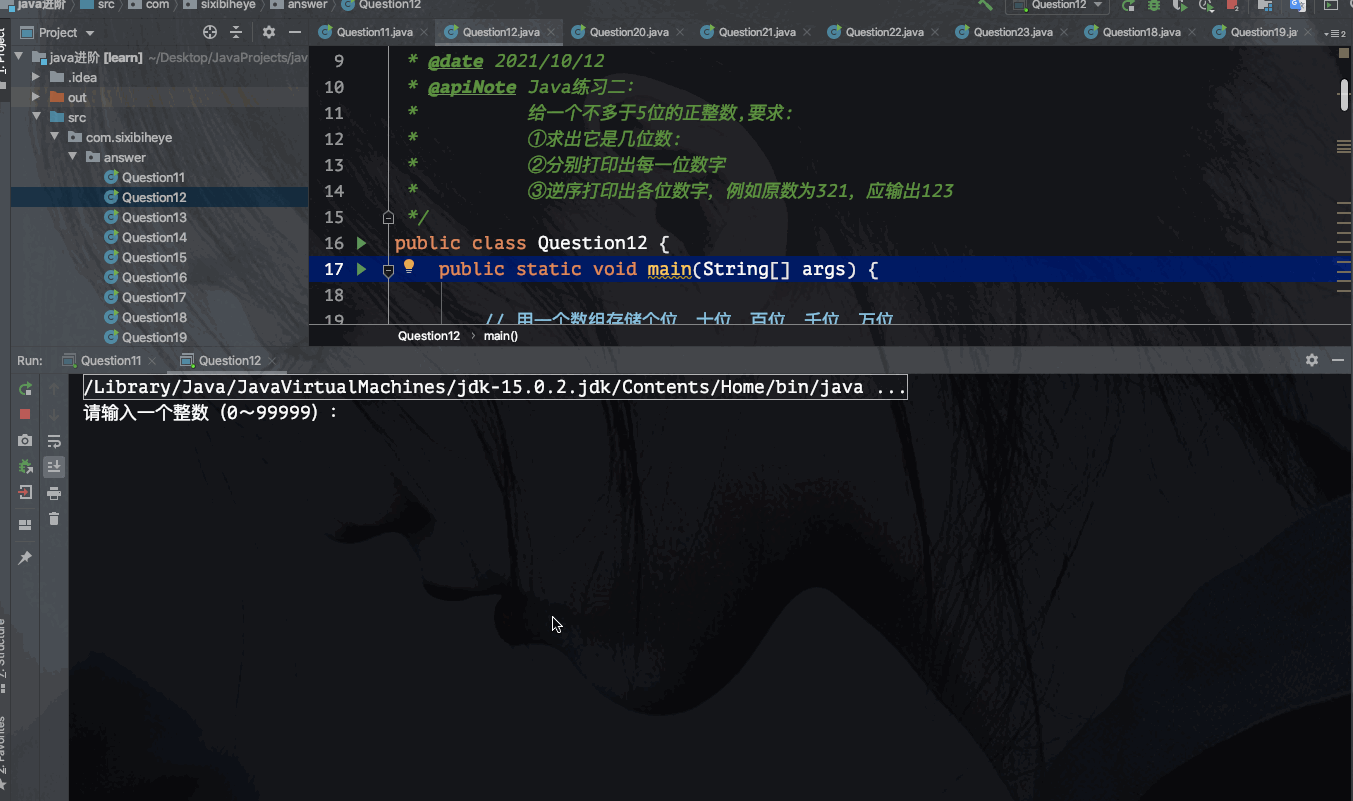 java进阶 src com sixibiheye answer Question12 Question12
Project Question11.java Question12.java Question20.java Question21.java Question22.java Question23.java Question18.java Question19.ja
1: Project
java进阶 [learn] ~/Desktop/JavaProjects/jav
.idea
out
src
com.sixibiheye
answer
Question11
Question12
Question13
Question14
Question15
Question16
Question17
Question18
Question19
9 * @date 2021/10/12
10 * @apiNote Java练习二:
11 * 给一个不多于5位的正整数,要求:
12 * ①求出它是几位数:
13 * ②分别打印出每一位数字
14 * ③逆序打印出各位数字, 例如原数为321, 应输出123
15 */
16 public class Question12 {
17 public static void main(String[] args) {
18
19 // 用一个数组存储个位 十位 百位 千位 万位
Question12 › main()
Run: Question11 Question12
/Library/Java/JavaVirtualMachines/jdk-15.0.2.jdk/Contents/Home/bin/java ...
请输入一个整数（0～99999）:
Z: Structure
2: Favorites